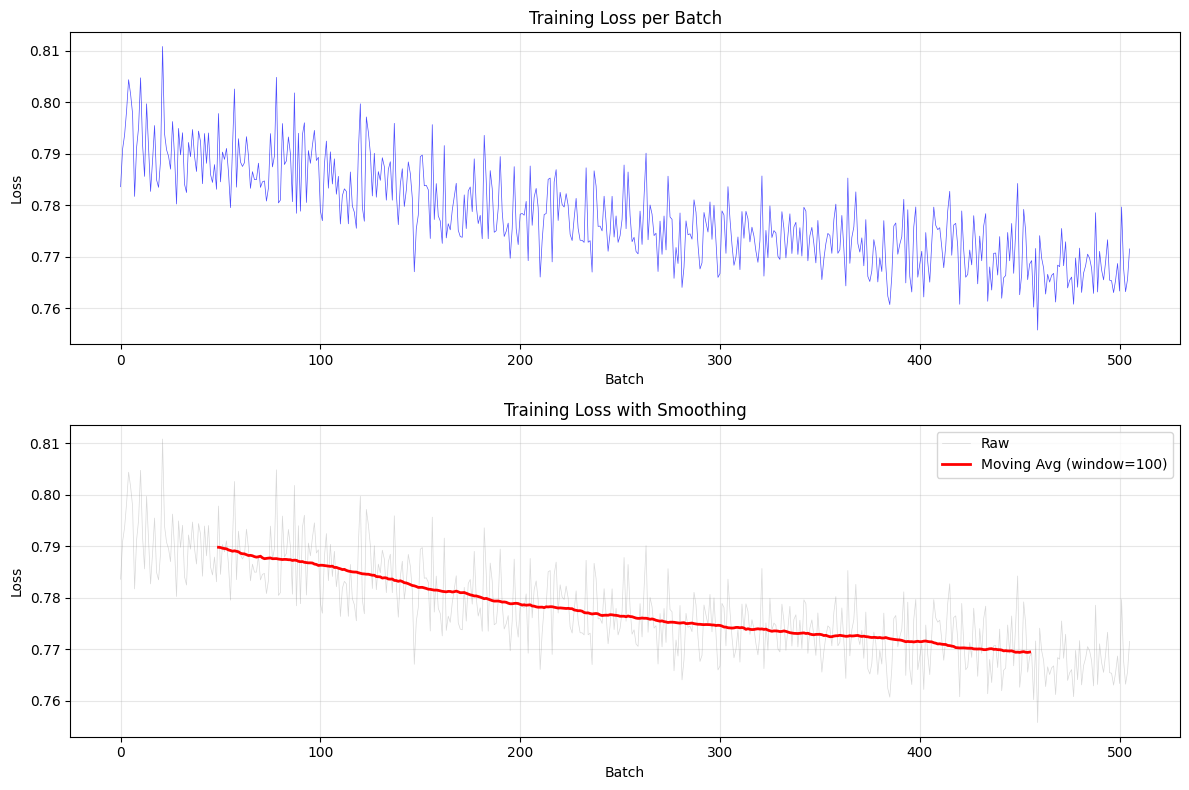 Training Loss per Batch
0.81
0.80
0.79
0.78
0.77
0.76
Loss
0 100 200 300 400 500
Batch
Training Loss with Smoothing
0.81
0.80
0.79
0.78
0.77
0.76
Loss
Raw
Moving Avg (window=100)
0 100 200 300 400 500
Batch